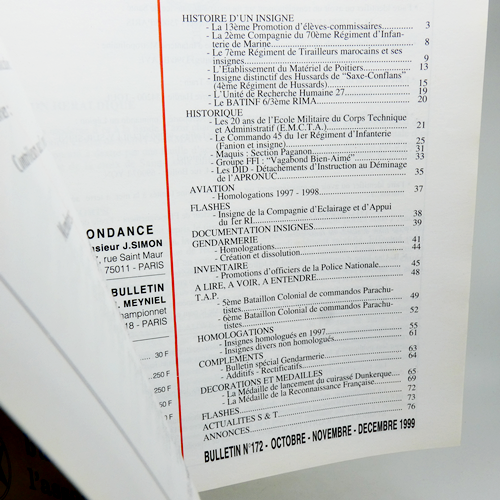 HISTOIRE D'UN INSIGNE
- La 13ème Promotion d'élèves-commissaires 3
- La 2ème Compagnie du 70ème Régiment d'Infan-
terie de Marine 8
- Le 7ème Régiment de Tirailleurs marocains et ses
insignes 9
- L'Etablissement du Matériel de Poitiers 13
- Insigne distinctif des Hussards de "Saxe-Conflans"
(4ème Régiment de Hussards) 15
- L'Unité de Recherche Humaine 27 19
- Le BATINF 6/3ème RIMA 20
HISTORIQUE
- Les 20 ans de l'Ecole Militaire du Corps Technique
et Administratif (E.M.C.T.A.) 21
- Le Commando 45 du 1er Régiment d'Infanterie
(Fanion et insigne) 25
- Maquis : Section Paganon 31
- Groupe FFI : "Vagabond Bien-Aimé" 33
- Les DID - Détachements d'Instruction au Déminage
de l'APRONUC 35
AVIATION
- Homologations 1997 - 1998 37
FLASHES
- Insigne de la Compagnie d'Eclairage et d'Appui
du 1er RI 38
DOCUMENTATION INSIGNES 39
GENDARMERIE
- Homologations 41
- Création et dissolution 44
INVENTAIRE
- Promotions d'officiers de la Police Nationale 45
A LIRE, A VOIR, A ENTENDRE 48
T.A.P.
- 5ème Bataillon Colonial de commandos Parachu-
tistes 49
- 6ème Bataillon Colonial de commandos Parachu-
tistes 52
HOMOLOGATIONS
- Insignes homologués en 1997 55
- Insignes divers non homologués 61
COMPLEMENTS
- Bulletin spécial Gendarmerie 63
- Additifs - Rectificatifs 64
DECORATIONS ET MEDAILLES
- La Médaille de lancement du cuirassé Dunkerque 65
- La Médaille de la Reconnaissance Française 69
FLASHES 72
ACTUALITES S & T 73
ANNONCES 76
BULLETIN N°172 - OCTOBRE - NOVEMBRE - DECEMBRE 1999
ONDANCE
sieur J.SIMON
, rue Saint Maur
75011 - PARIS
BULLETIN
MEYNIEL
hampionnet
18 - PARIS
30 F
250 F
250 F